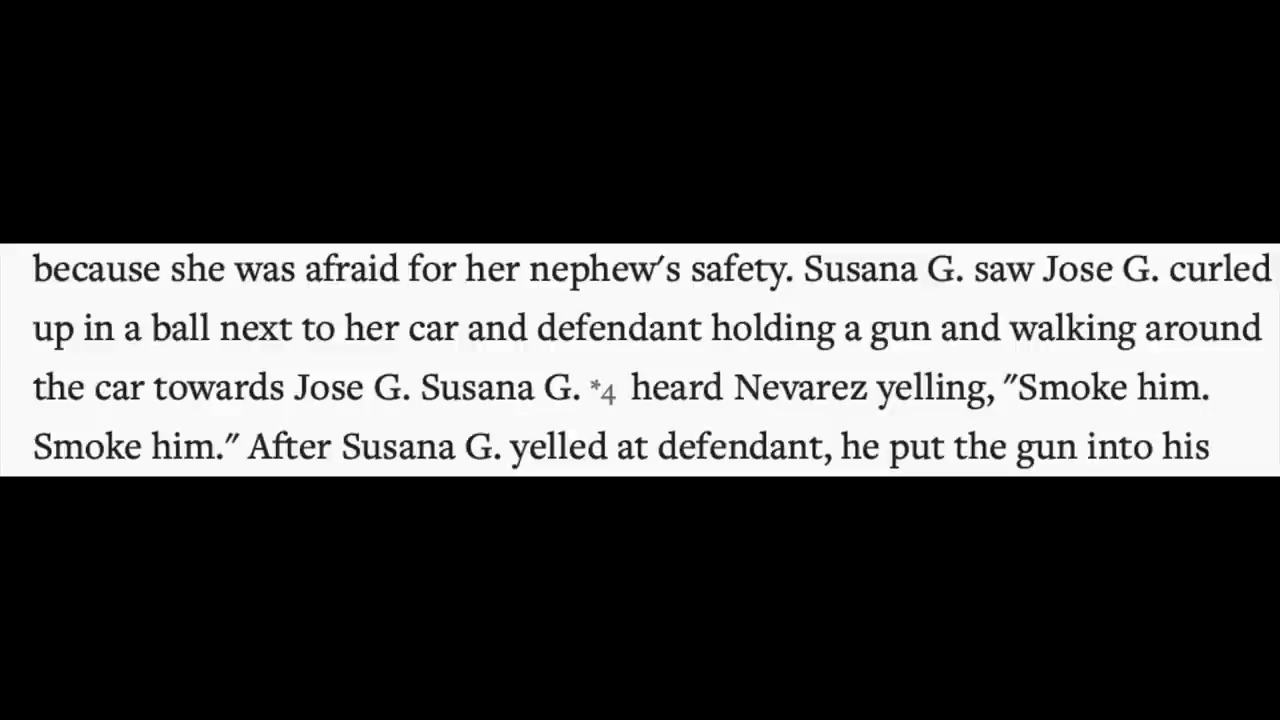 because she was afraid for her nephew's safety. Susana G. saw Jose G. curled
up in a ball next to her car and defendant holding a gun and walking around
the car towards Jose G. Susana G. *4 heard Nevarez yelling, "Smoke him.
Smoke him." After Susana G. yelled at defendant, he put the gun into his